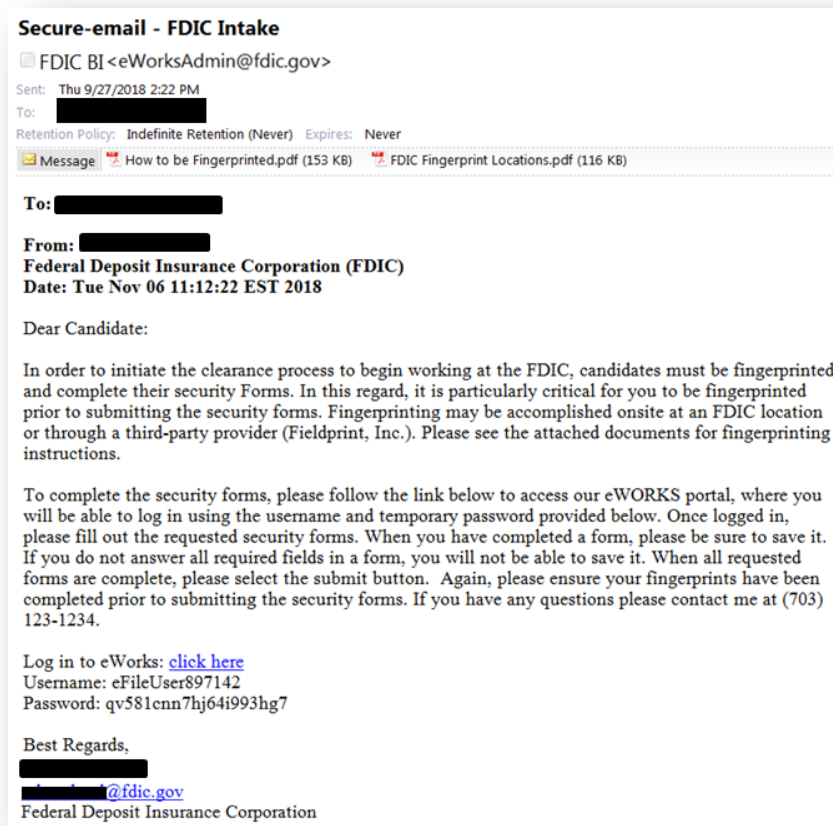 Secure-email - FDIC Intake
FDIC BI <eWorksAdmin@fdic.gov>
Sent: Thu 9/27/2018 2:22 PM
To:
Retention Policy: Indefinite Retention (Never) Expires: Never
Message How to be Fingerprinted.pdf (153 KB) FDIC Fingerprint Locations.pdf (116 KB)
To:
From:
Federal Deposit Insurance Corporation (FDIC)
Date: Tue Nov 06 11:12:22 EST 2018
Dear Candidate:
In order to initiate the clearance process to begin working at the FDIC, candidates must be fingerprinted
and complete their security Forms. In this regard, it is particularly critical for you to be fingerprinted
prior to submitting the security forms. Fingerprinting may be accomplished onsite at an FDIC location
or through a third-party provider (Fieldprint, Inc.). Please see the attached documents for fingerprinting
instructions.
To complete the security forms, please follow the link below to access our eWORKS portal, where you
will be able to log in using the username and temporary password provided below. Once logged in,
please fill out the requested security forms. When you have completed a form, please be sure to save it.
If you do not answer all required fields in a form, you will not be able to save it. When all requested
forms are complete, please select the submit button. Again, please ensure your fingerprints have been
completed prior to submitting the security forms. If you have any questions please contact me at (703)
123-1234.
Log in to eWorks: click here
Username: eFileUser897142
Password: qv581cnn7hj64i993hg7
Best Regards,
@fdic.gov
Federal Deposit Insurance Corporation